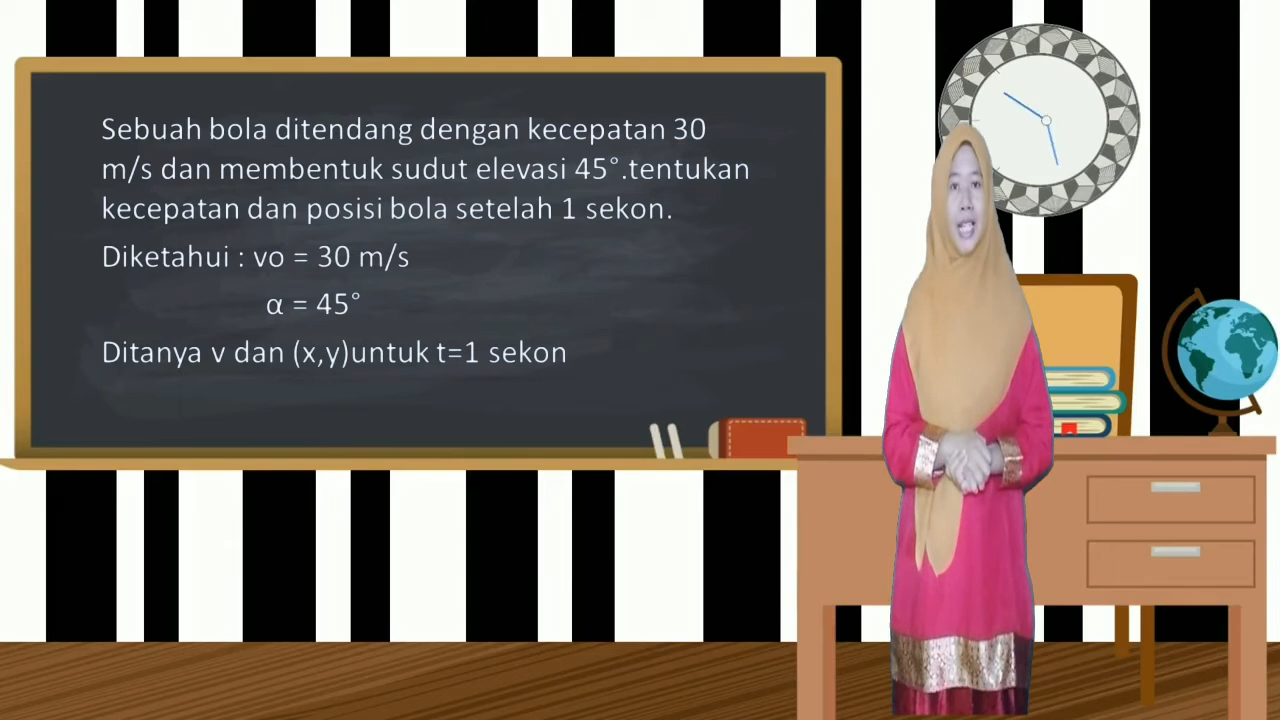 Sebuah bola ditendang dengan kecepatan 30
m/s dan membentuk sudut elevasi 45°.tentukan
kecepatan dan posisi bola setelah 1 sekon.
Diketahui : vo = 30 m/s
α = 45°
Ditanya v dan (x,y)untuk t=1 sekon